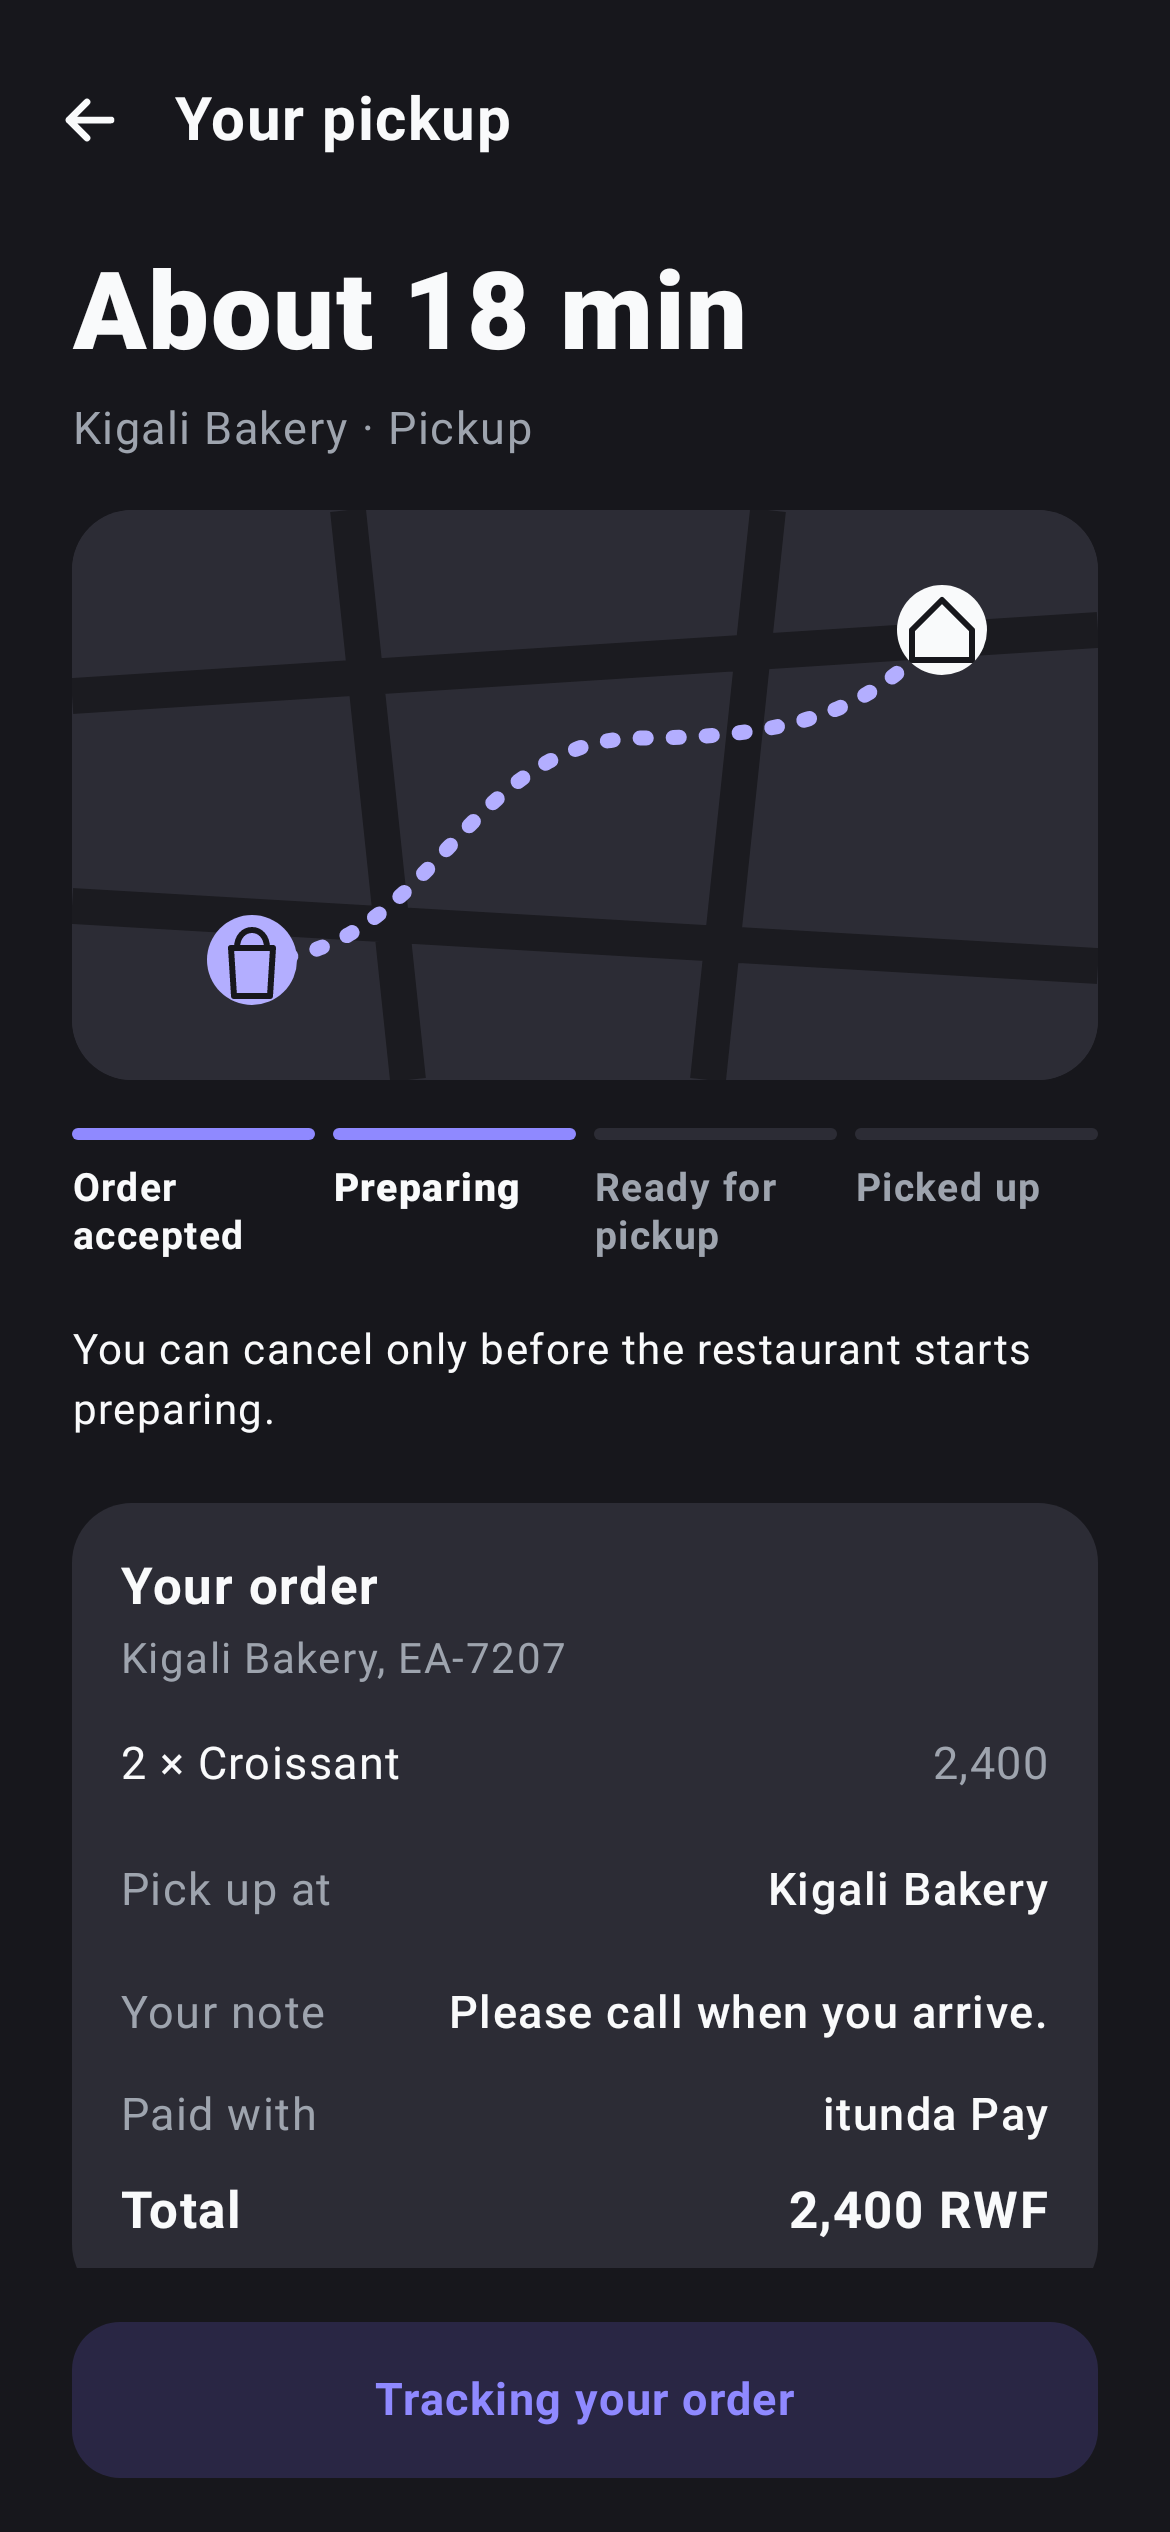 Your pickup
About 18 min
Kigali Bakery · Pickup
Order accepted
Preparing
Ready for pickup
Picked up
You can cancel only before the restaurant starts
preparing.
Your order
Kigali Bakery, EA-7207
2 × Croissant 2,400
Pick up at Kigali Bakery
Your note Please call when you arrive.
Paid with itunda Pay
Total 2,400 RWF
Tracking your order